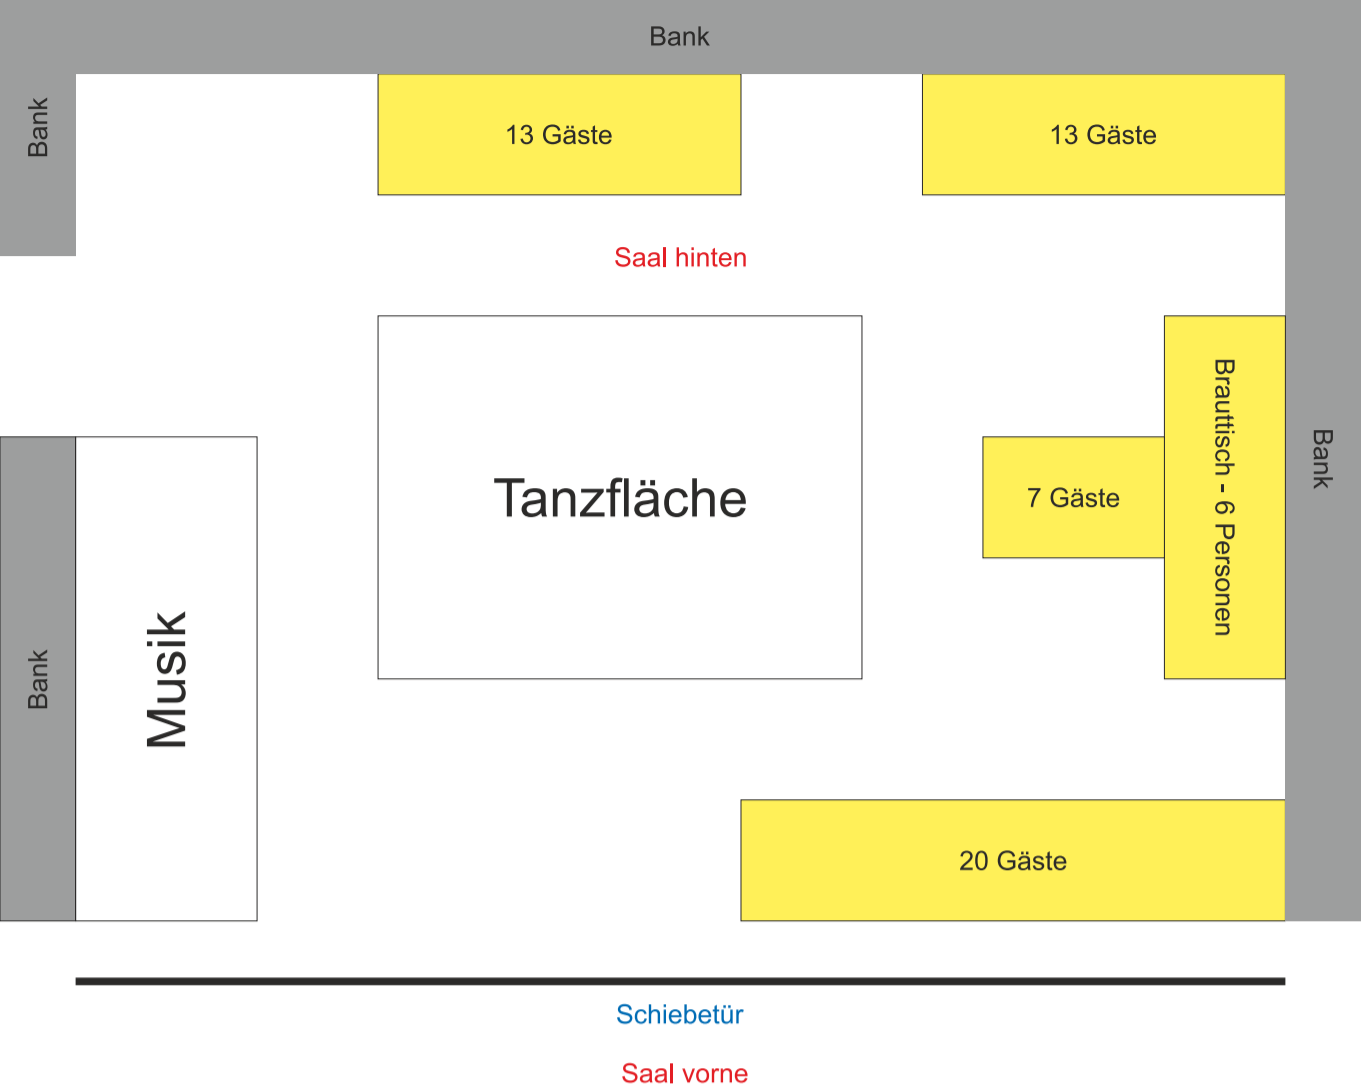 Bank
Bank
13 Gäste
13 Gäste
Saal hinten
Tanzfläche
7 Gäste
Brauttisch - 6 Personen
Bank
Bank
Musik
20 Gäste
Schiebetür
Saal vorne